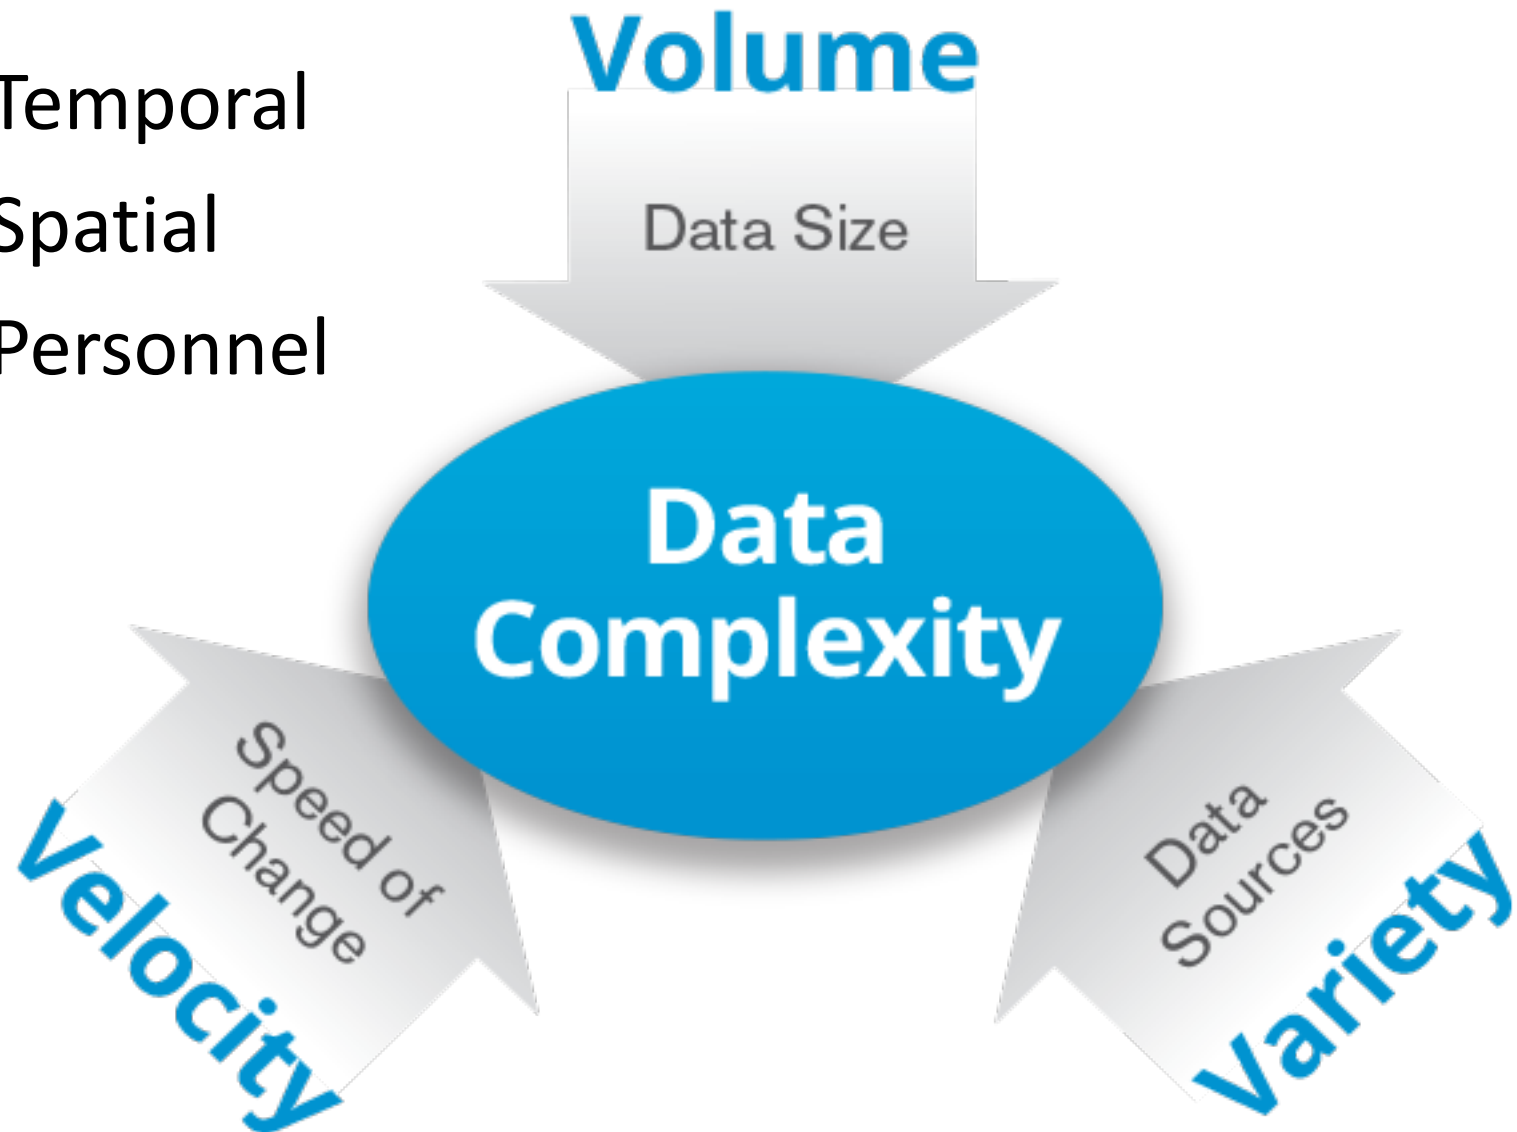 Volume
Temporal
Spatial
Personnel
Data Size
Data
Complexity
Speed of
Change
Velocity
Data
Sources
Variety